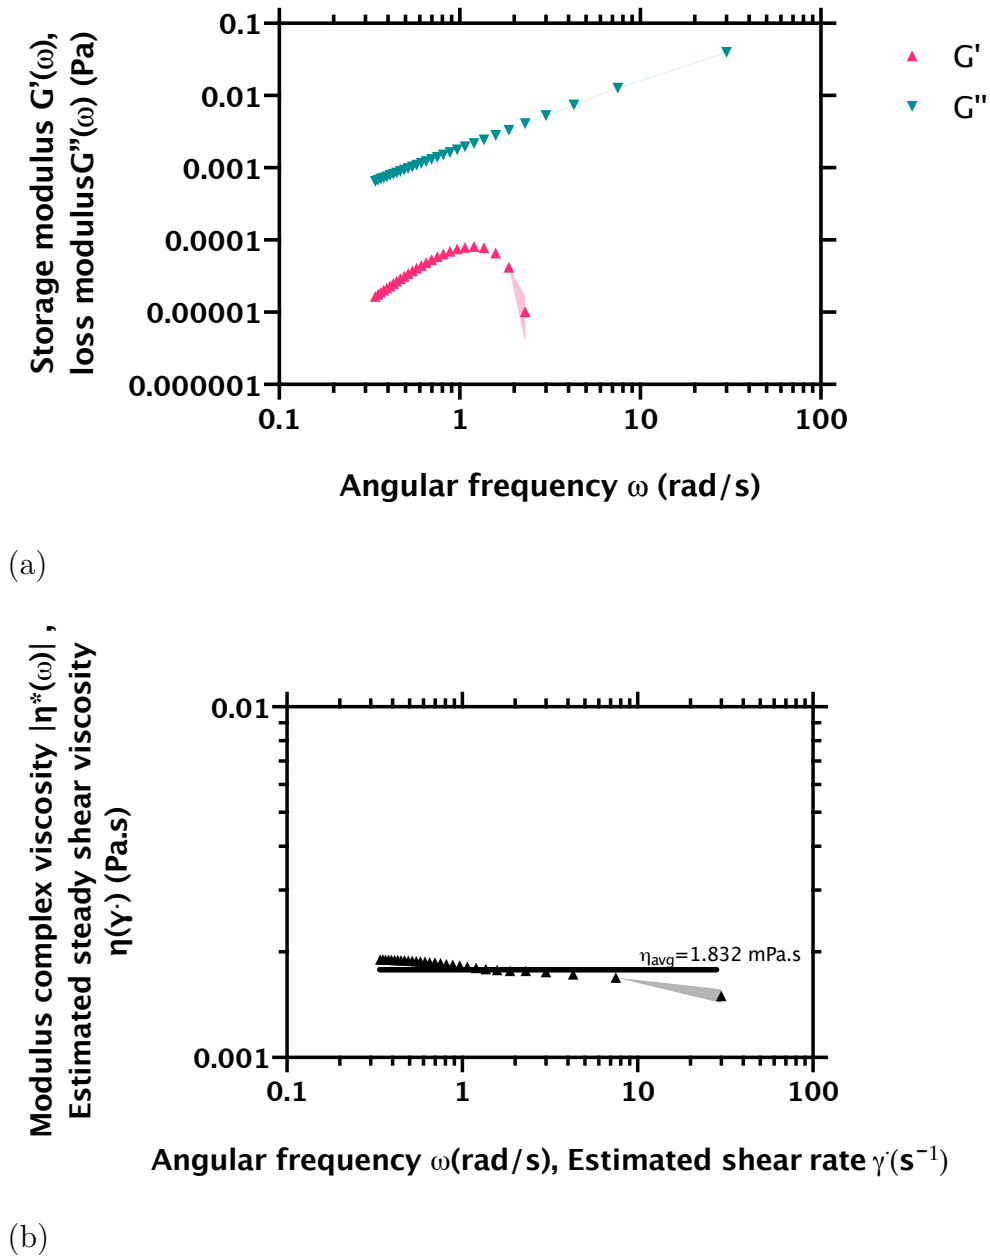 Storage modulus G'(ω),
loss modulusG"(ω) (Pa)
0.1
0.01
0.001
0.0001
0.00001
0.000001
0.1
1
10
100
Angular frequency ω (rad/s)
G'
G"
(a)
Modulus complex viscosity |η*(ω)| ,
Estimated steady shear viscosity
η(γ˙) (Pa.s)
0.01
0.001
ηavg=1.832 mPa.s
0.1
1
10
100
Angular frequency ω(rad/s), Estimated shear rate γ˙(s⁻¹)
(b)